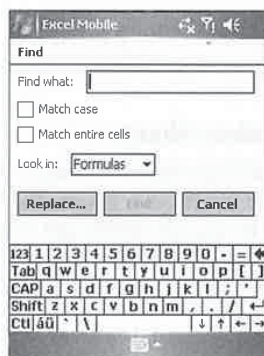 Excel Mobile
Find
Find what:
Match case
Match entire cells
Look in: Formulas
Replace... Find Cancel
123 1 2 3 4 5 6 7 8 9 0 - =
Tab q w e r t y u i o p [ ]
CAP a s d f g h j k l ; '
Shift z x c v b n m , . /
Ctl áü ` \